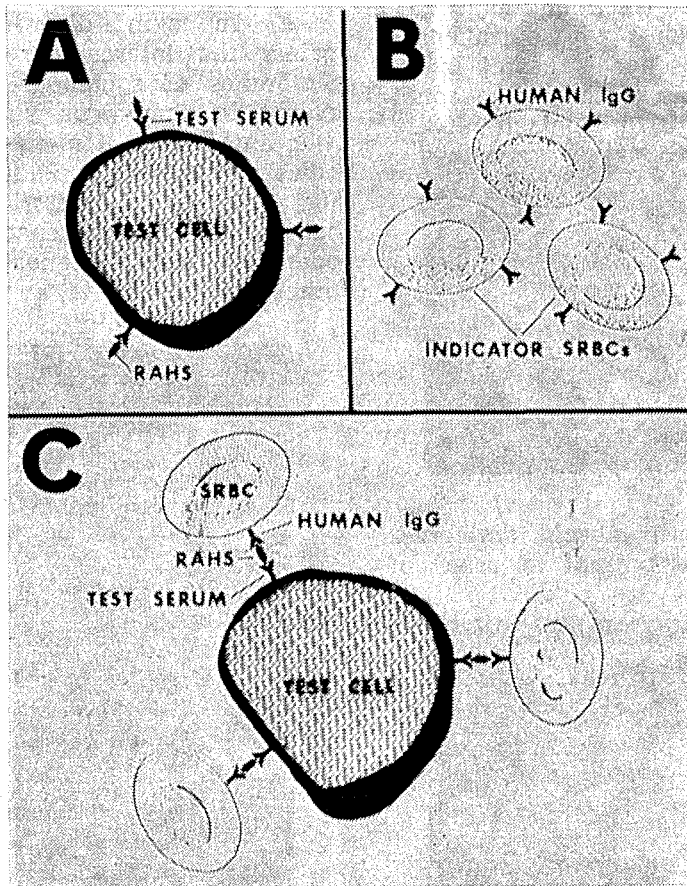 A
TEST SERUM
TEST CELL
RAHS
B
HUMAN IgG
INDICATOR SRBCs
C
SRBC
HUMAN IgG
RAHS
TEST SERUM
TEST CELL